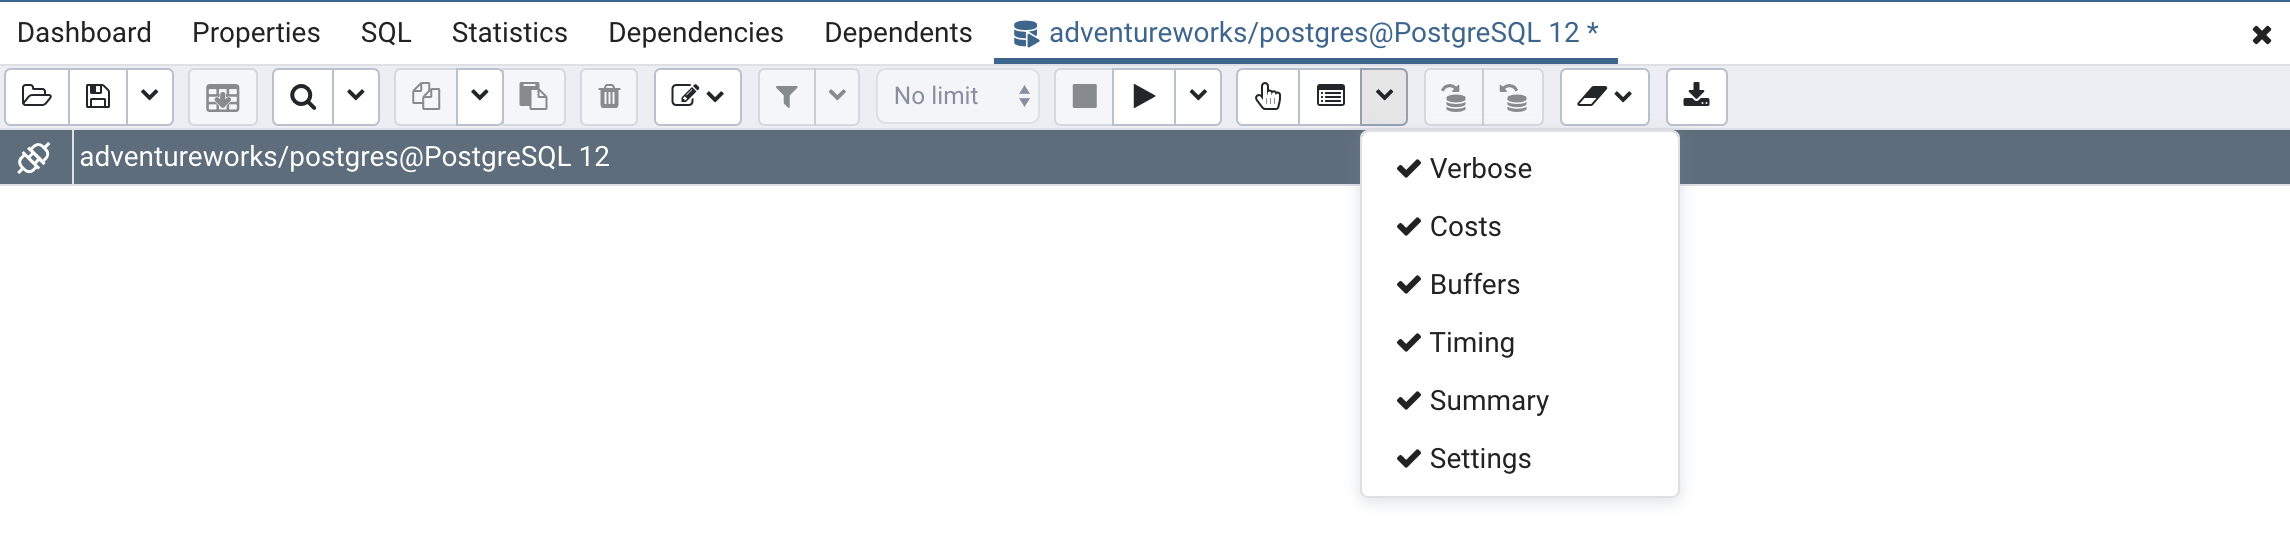 Dashboard Properties SQL Statistics Dependencies Dependents adventureworks/postgres@PostgreSQL 12 *
No limit
adventureworks/postgres@PostgreSQL 12
Verbose
Costs
Buffers
Timing
Summary
Settings